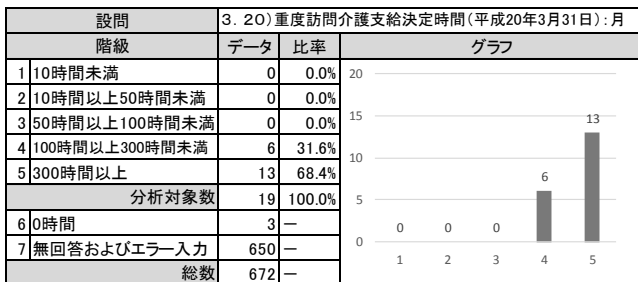 設問 3．20）重度訪問介護支給決定時間（平成20年3月31日）：月
階級 データ 比率 グラフ
1 10時間未満 0 0.0%
2 10時間以上50時間未満 0 0.0%
3 50時間以上100時間未満 0 0.0%
4 100時間以上300時間未満 6 31.6%
5 300時間以上 13 68.4%
分析対象数 19 100.0%
6 0時間 3 －
7 無回答およびエラー入力 650 －
総数 672 －
20
15
10
5
0
0 0 0 6 13
1 2 3 4 5